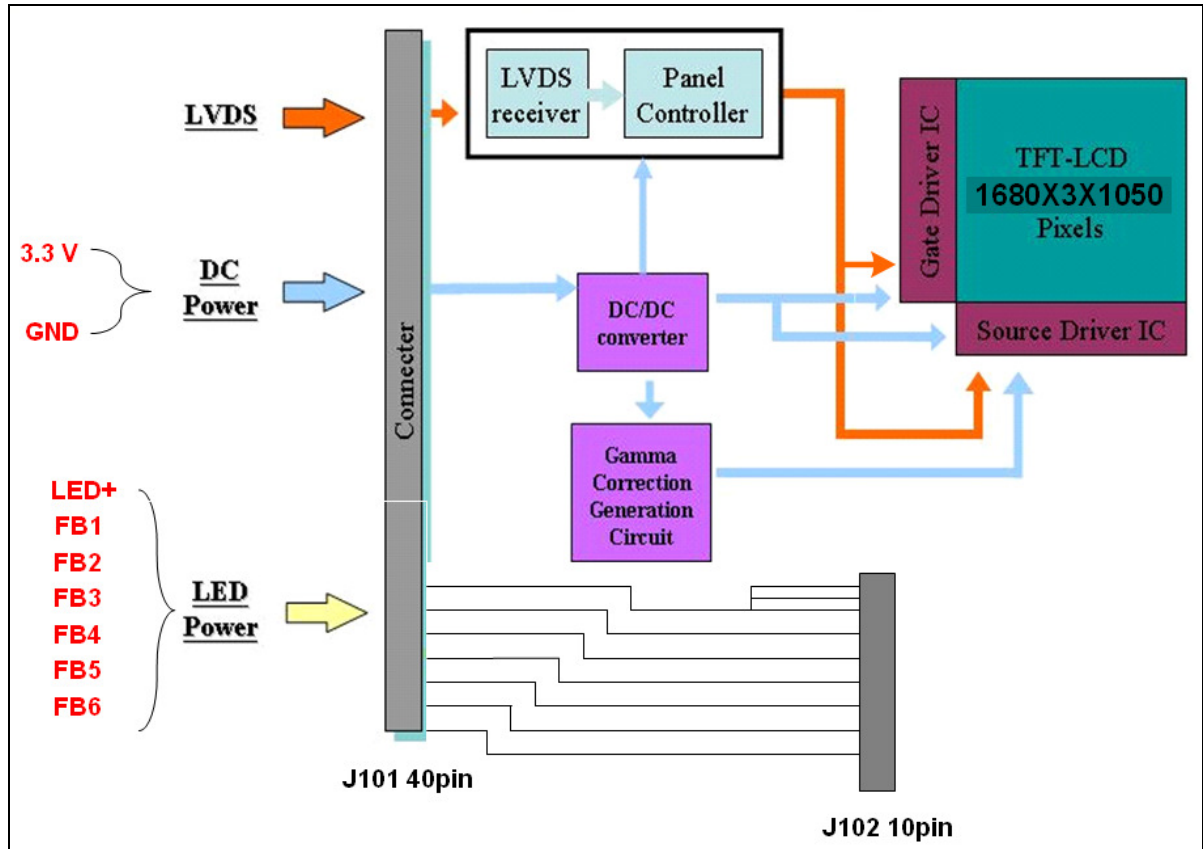 LVDS
LVDS
receiver
Panel
Controller
Gate Driver IC
TFT-LCD
1680X3X1050
Pixels
Source Driver IC
3.3 V
GND
DC
Power
Connecter
DC/DC
converter
Gamma
Correction
Generation
Circuit
LED+
FB1
FB2
FB3
FB4
FB5
FB6
LED
Power
J101 40pin
J102 10pin